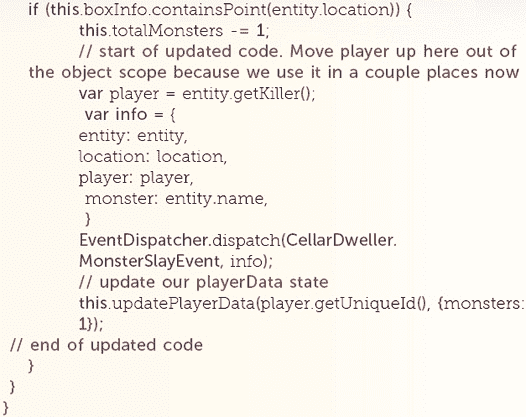 if (this.boxInfo.containsPoint(entity.location)) {
this.totalMonsters -= 1;
// start of updated code. Move player up here out of
the object scope because we use it in a couple places now
var player = entity.getKiller();
var info = {
entity: entity,
location: location,
player: player,
monster: entity.name,
}
EventDispatcher.dispatch(CellarDweller.
MonsterSlayEvent, info);
// update our playerData state
this.updatePlayerData(player.getUniqueId(), {monsters:
1});
// end of updated code
}
}
}